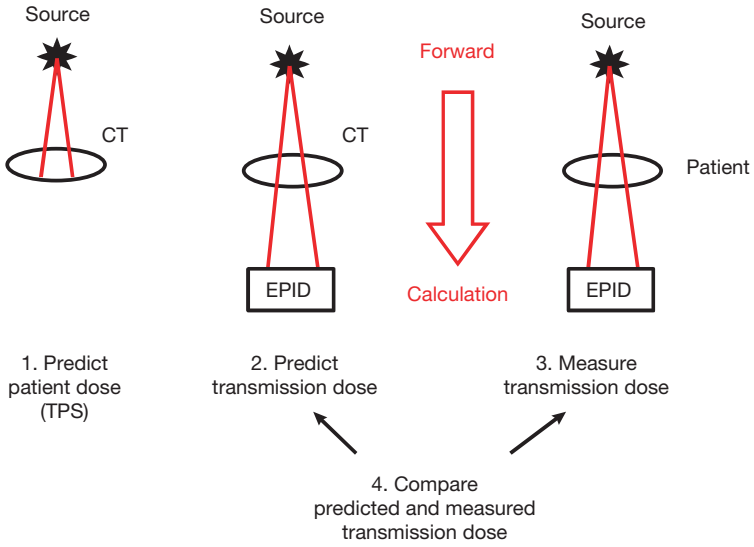 Source
CT
1. Predict
patient dose
(TPS)
Source
CT
EPID
2. Predict
transmission dose
Forward
Calculation
Source
Patient
EPID
3. Measure
transmission dose
4. Compare
predicted and measured
transmission dose